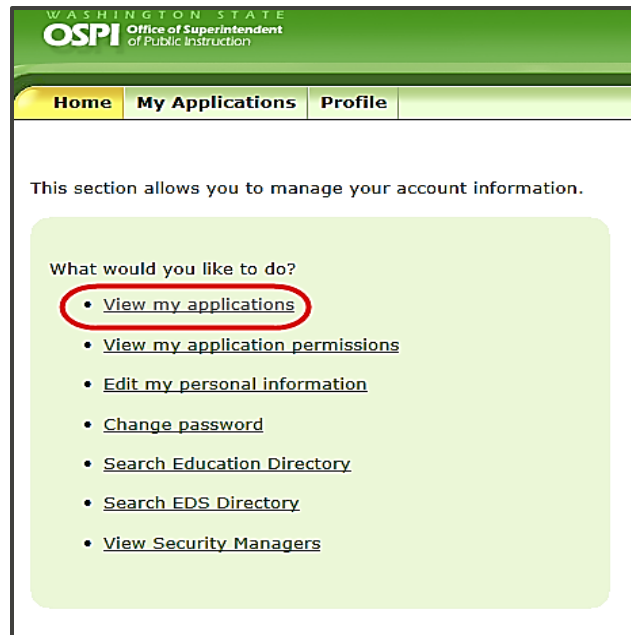 WASHINGTON STATE
OSPI Office of Superintendent
of Public Instruction
Home My Applications Profile
This section allows you to manage your account information.
What would you like to do?
• View my applications
• View my application permissions
• Edit my personal information
• Change password
• Search Education Directory
• Search EDS Directory
• View Security Managers